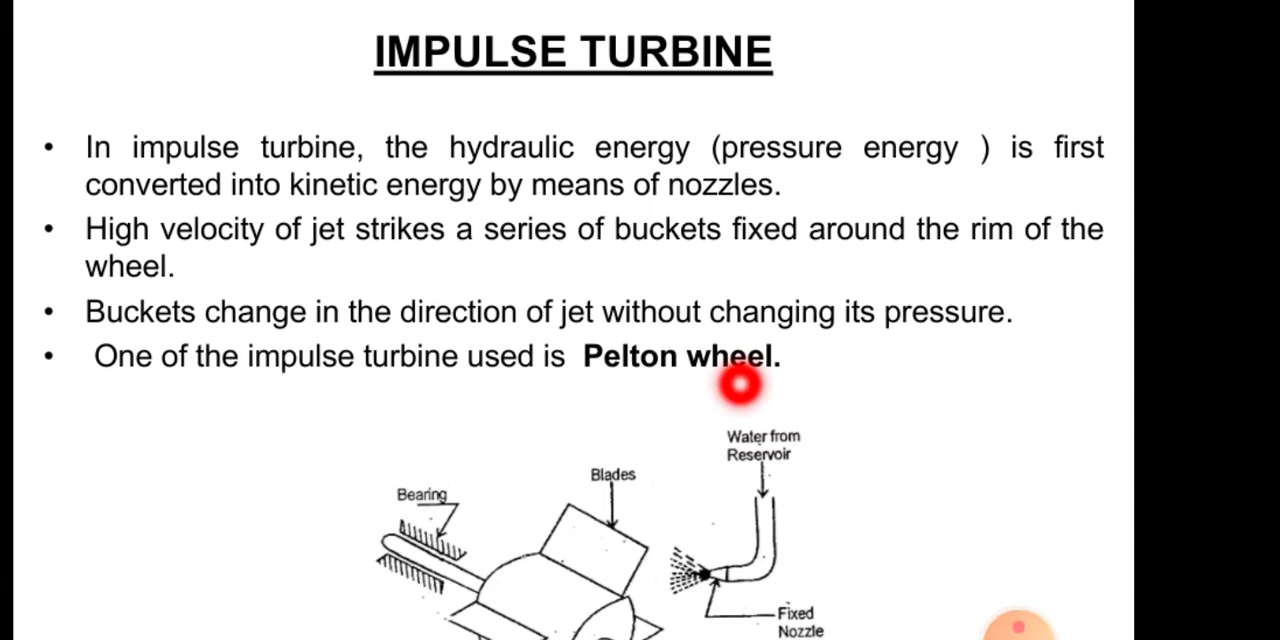 IMPULSE TURBINE
• In impulse turbine, the hydraulic energy (pressure energy ) is first
converted into kinetic energy by means of nozzles.
• High velocity of jet strikes a series of buckets fixed around the rim of the
wheel.
• Buckets change in the direction of jet without changing its pressure.
• One of the impulse turbine used is Pelton wheel.
Water from
Reservoir
Blades
Bearing
Fixed
Nozzle